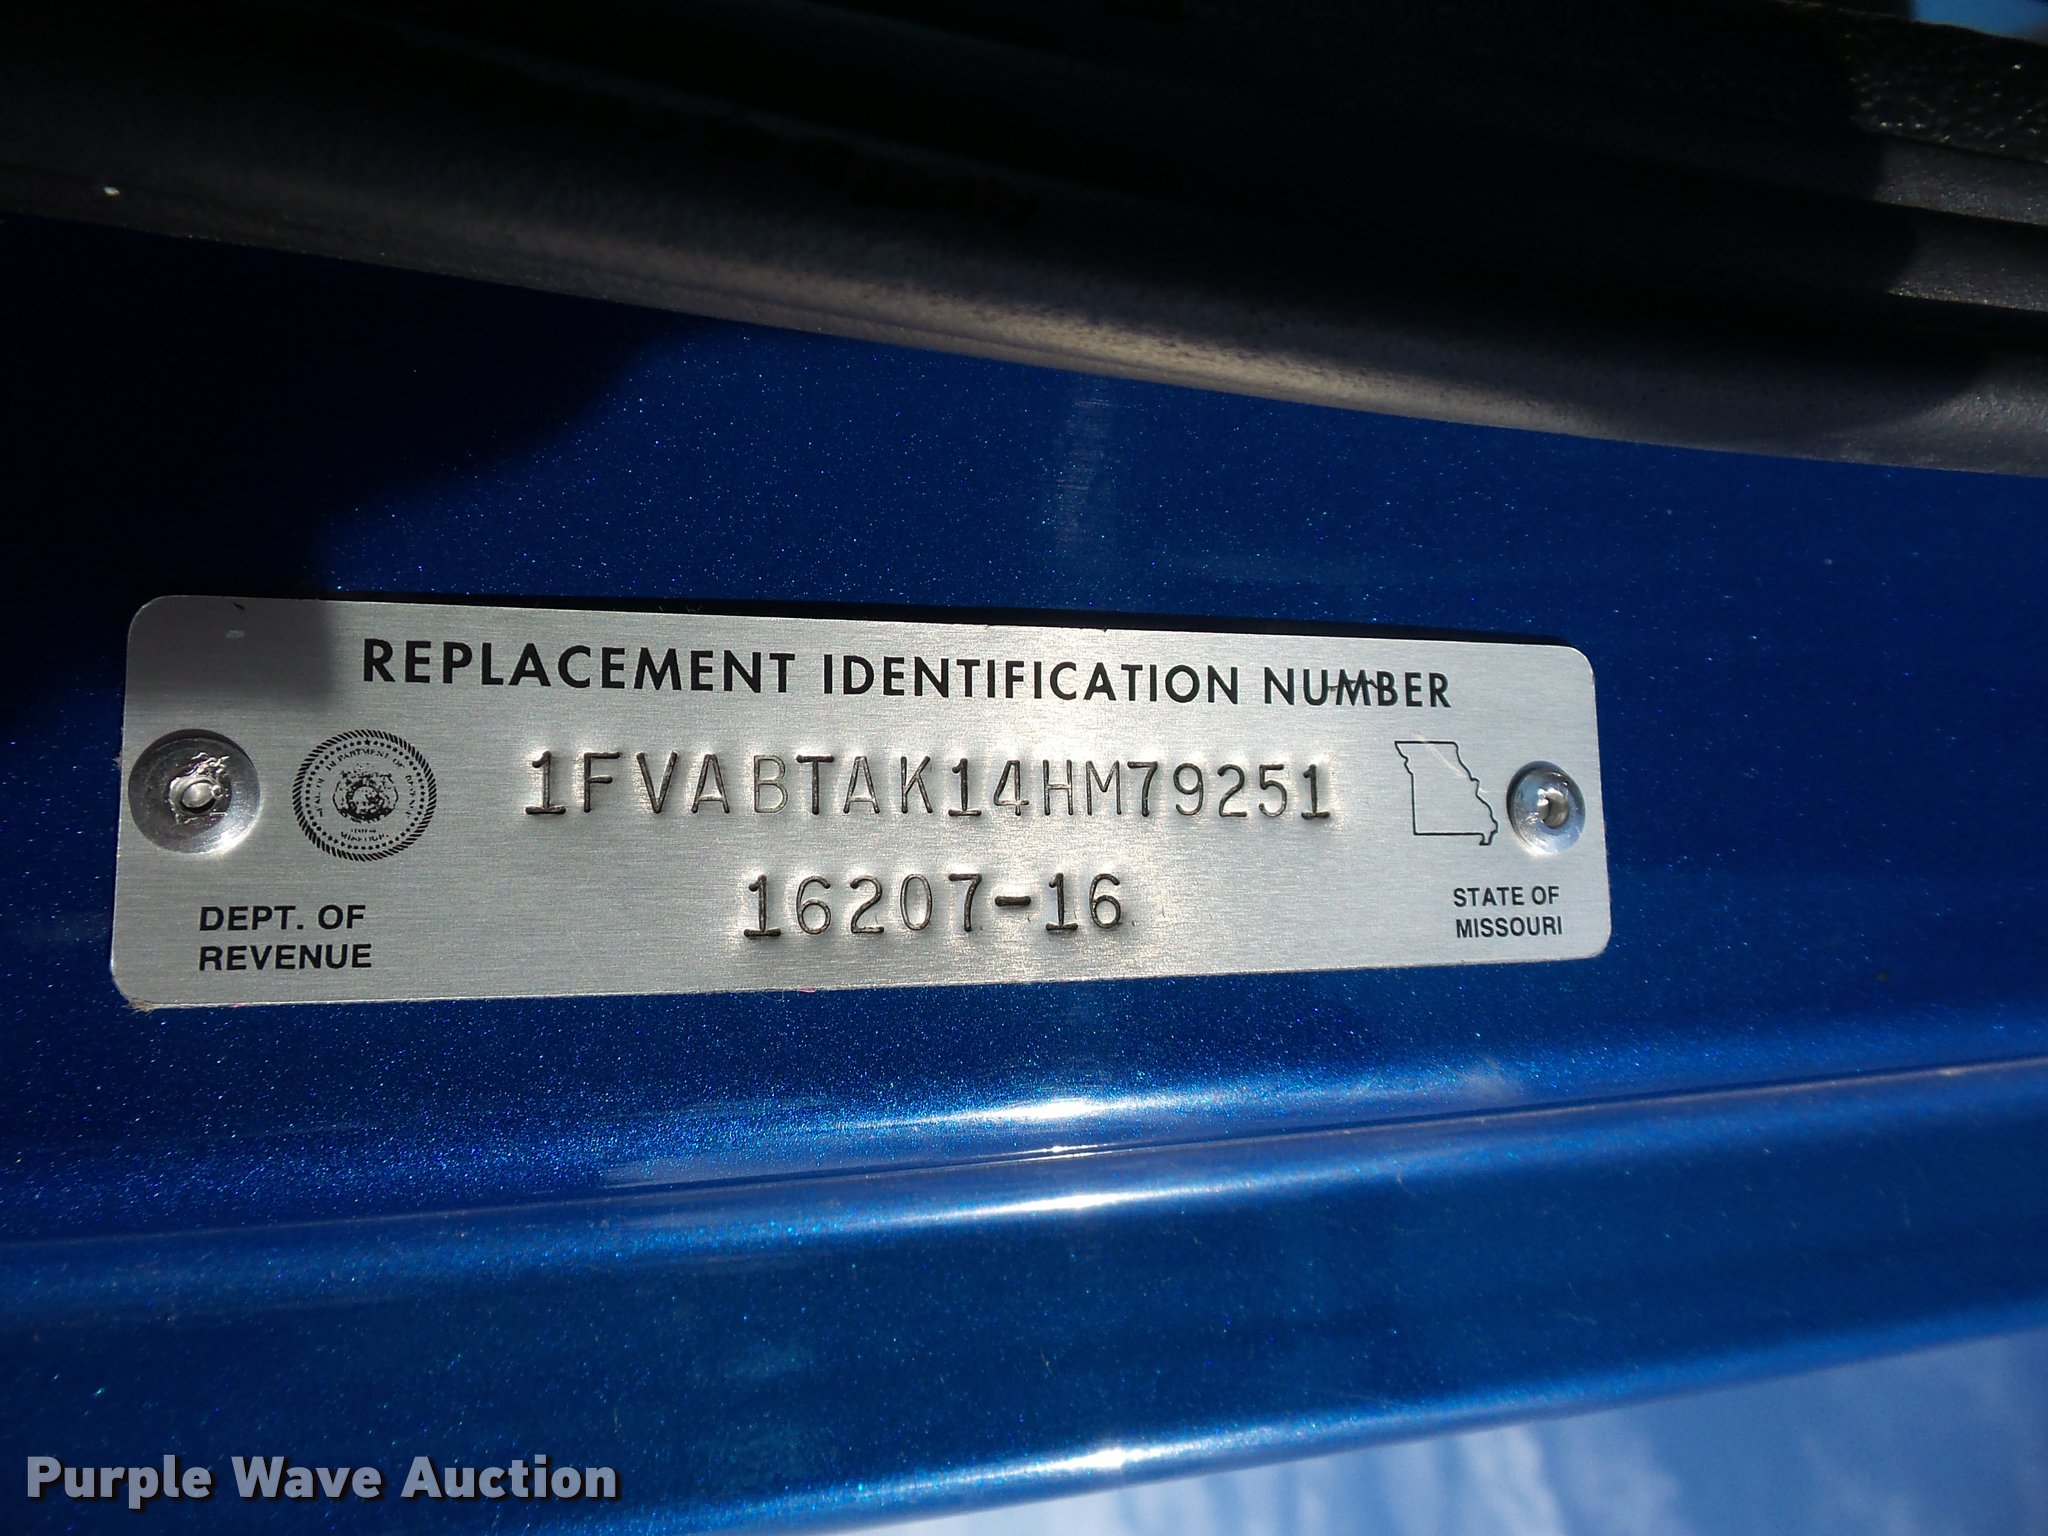 REPLACEMENT IDENTIFICATION NUMBER
1FVABTAK14HM79251
16207-16
DEPT. OF
REVENUE
STATE OF
MISSOURI
Purple Wave Auction